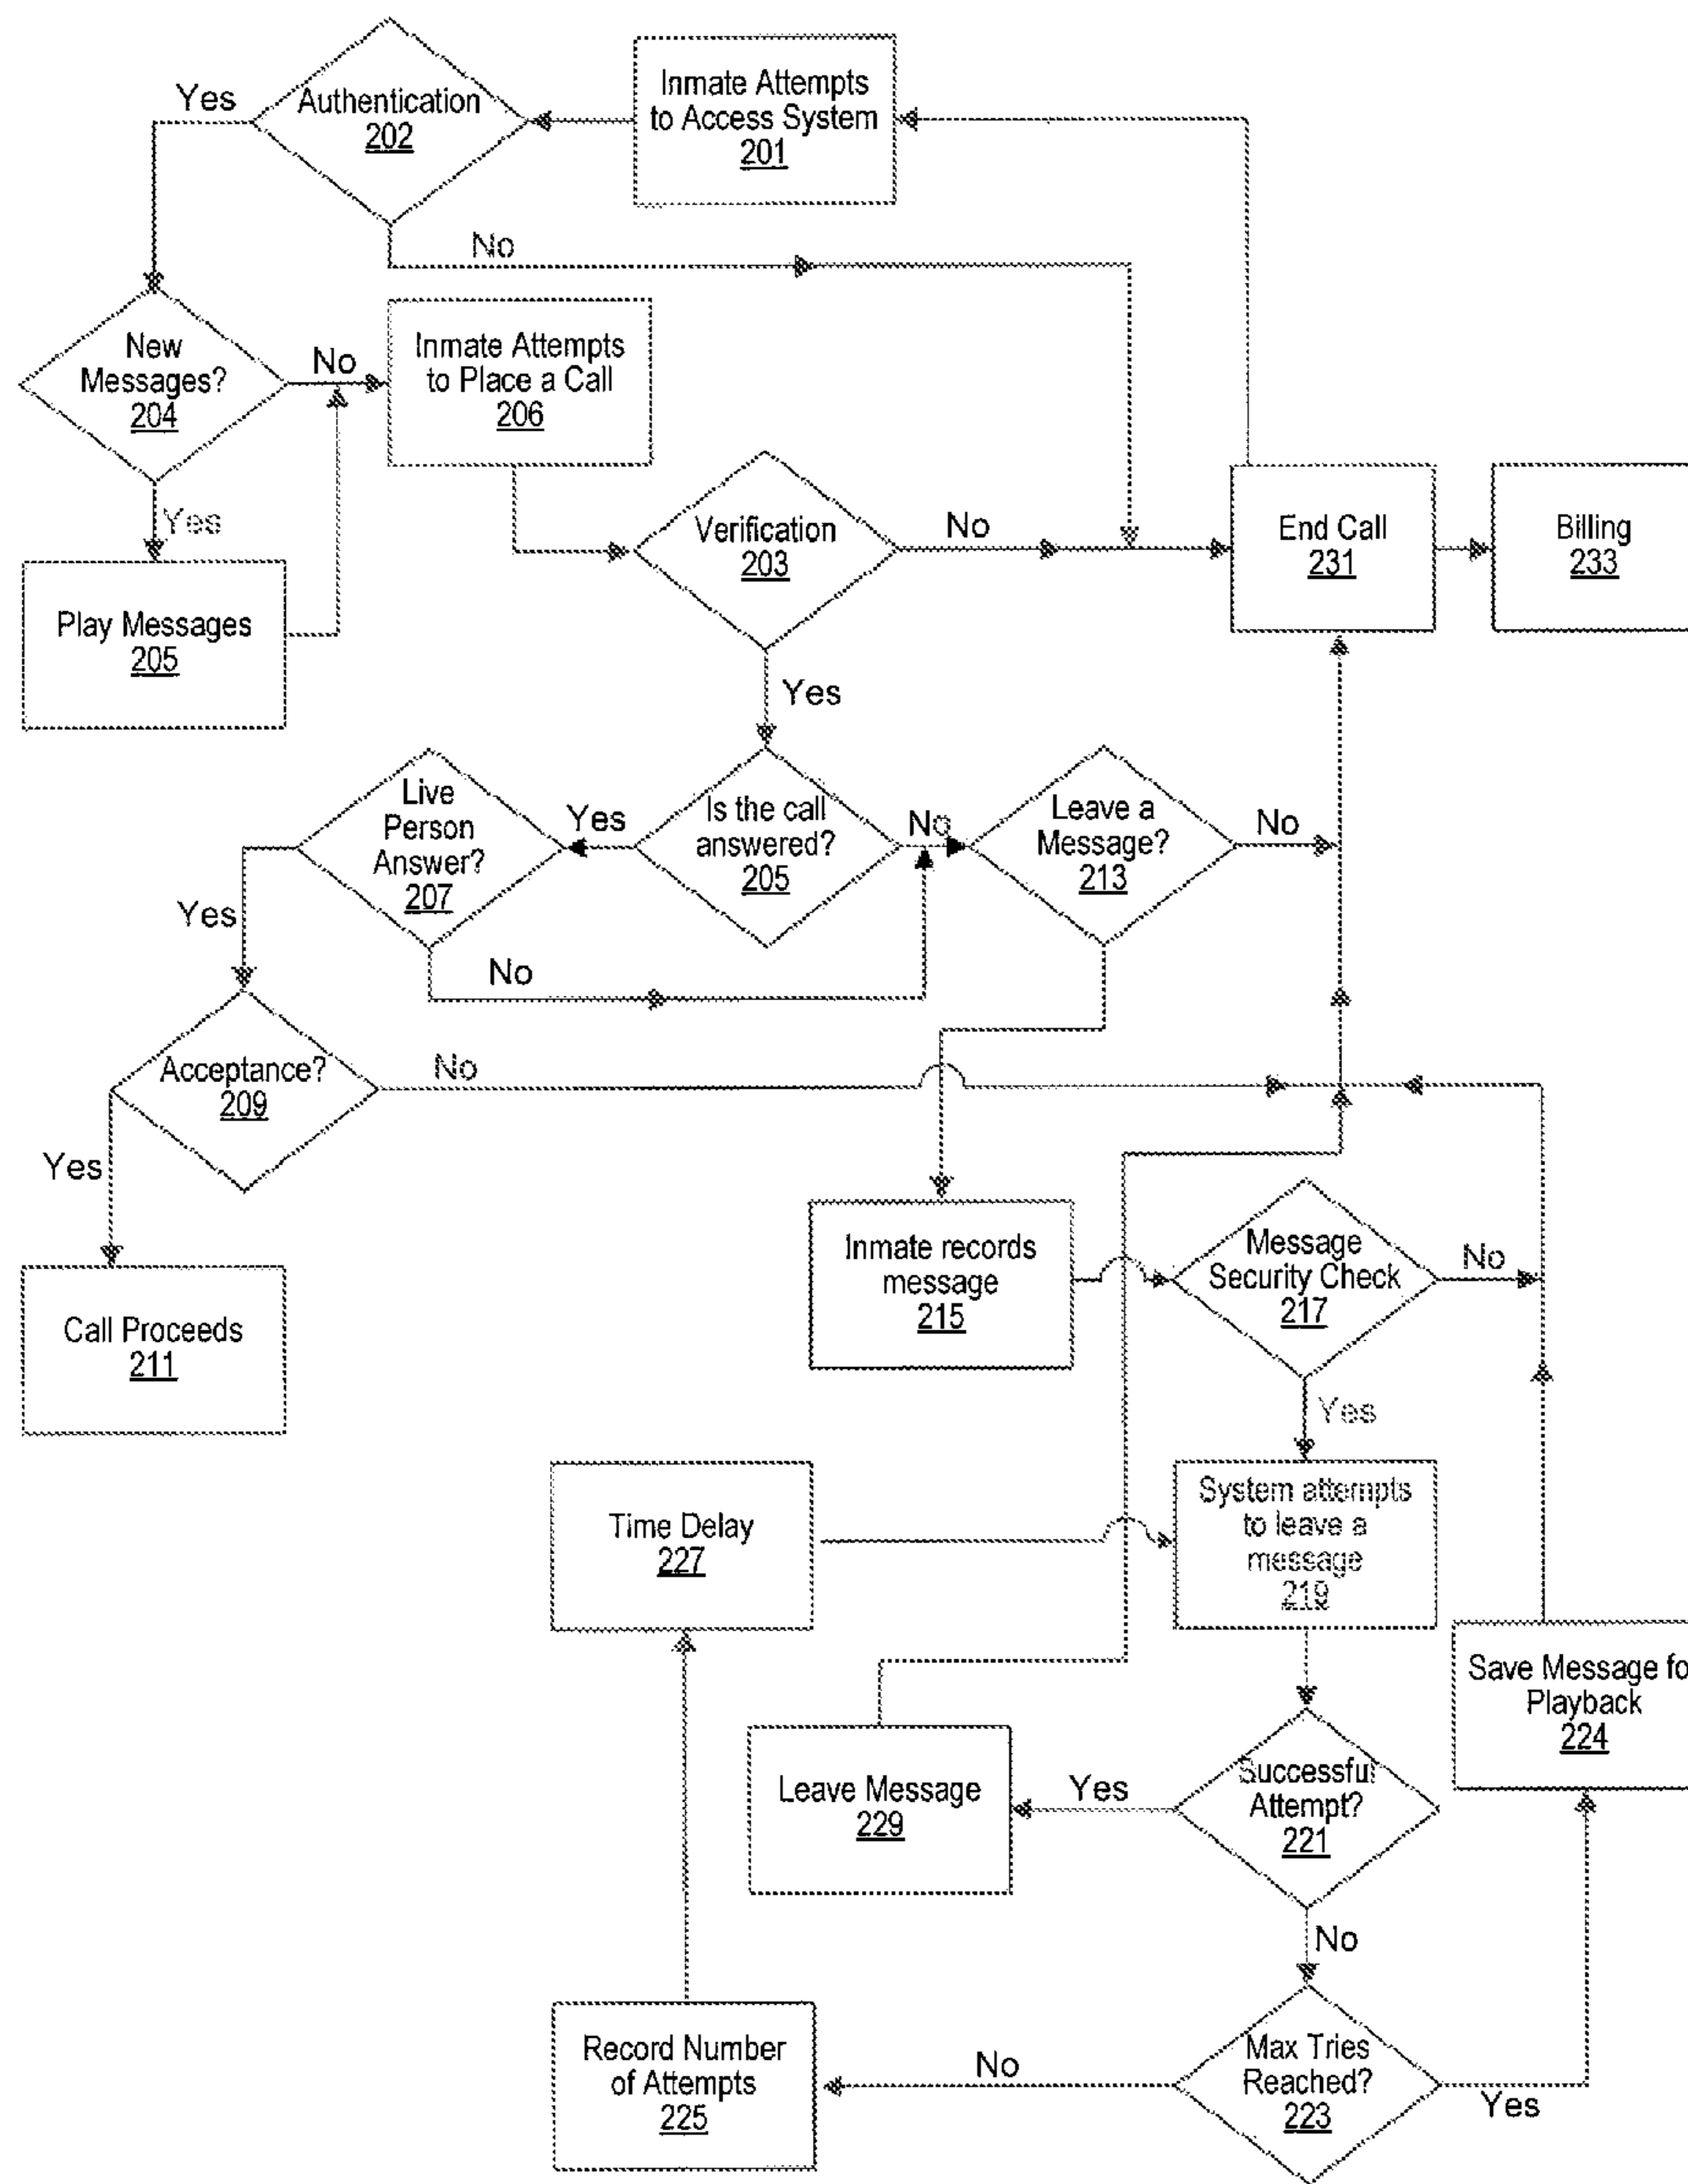 Yes
Authentication
202
Inmate Attempts
to Access System
201
No
New
Messages?
204
No
Inmate Attempts
to Place a Call
206
Yes
Play Messages
205
Verification
203
No
End Call
231
Billing
233
Yes
Live
Person
Answer?
207
Yes
Is the call
answered?
205
No
Leave a
Message?
213
No
Yes
No
Acceptance?
209
No
Yes
Call Proceeds
211
Inmate records
message
215
Message
Security Check
217
No
Yes
Time Delay
227
System attempts
to leave a
message
219
Save Message fo
Playback
224
Leave Message
229
Yes
Successful
Attempt?
221
No
Record Number
of Attempts
225
No
Max Tries
Reached?
223
Yes